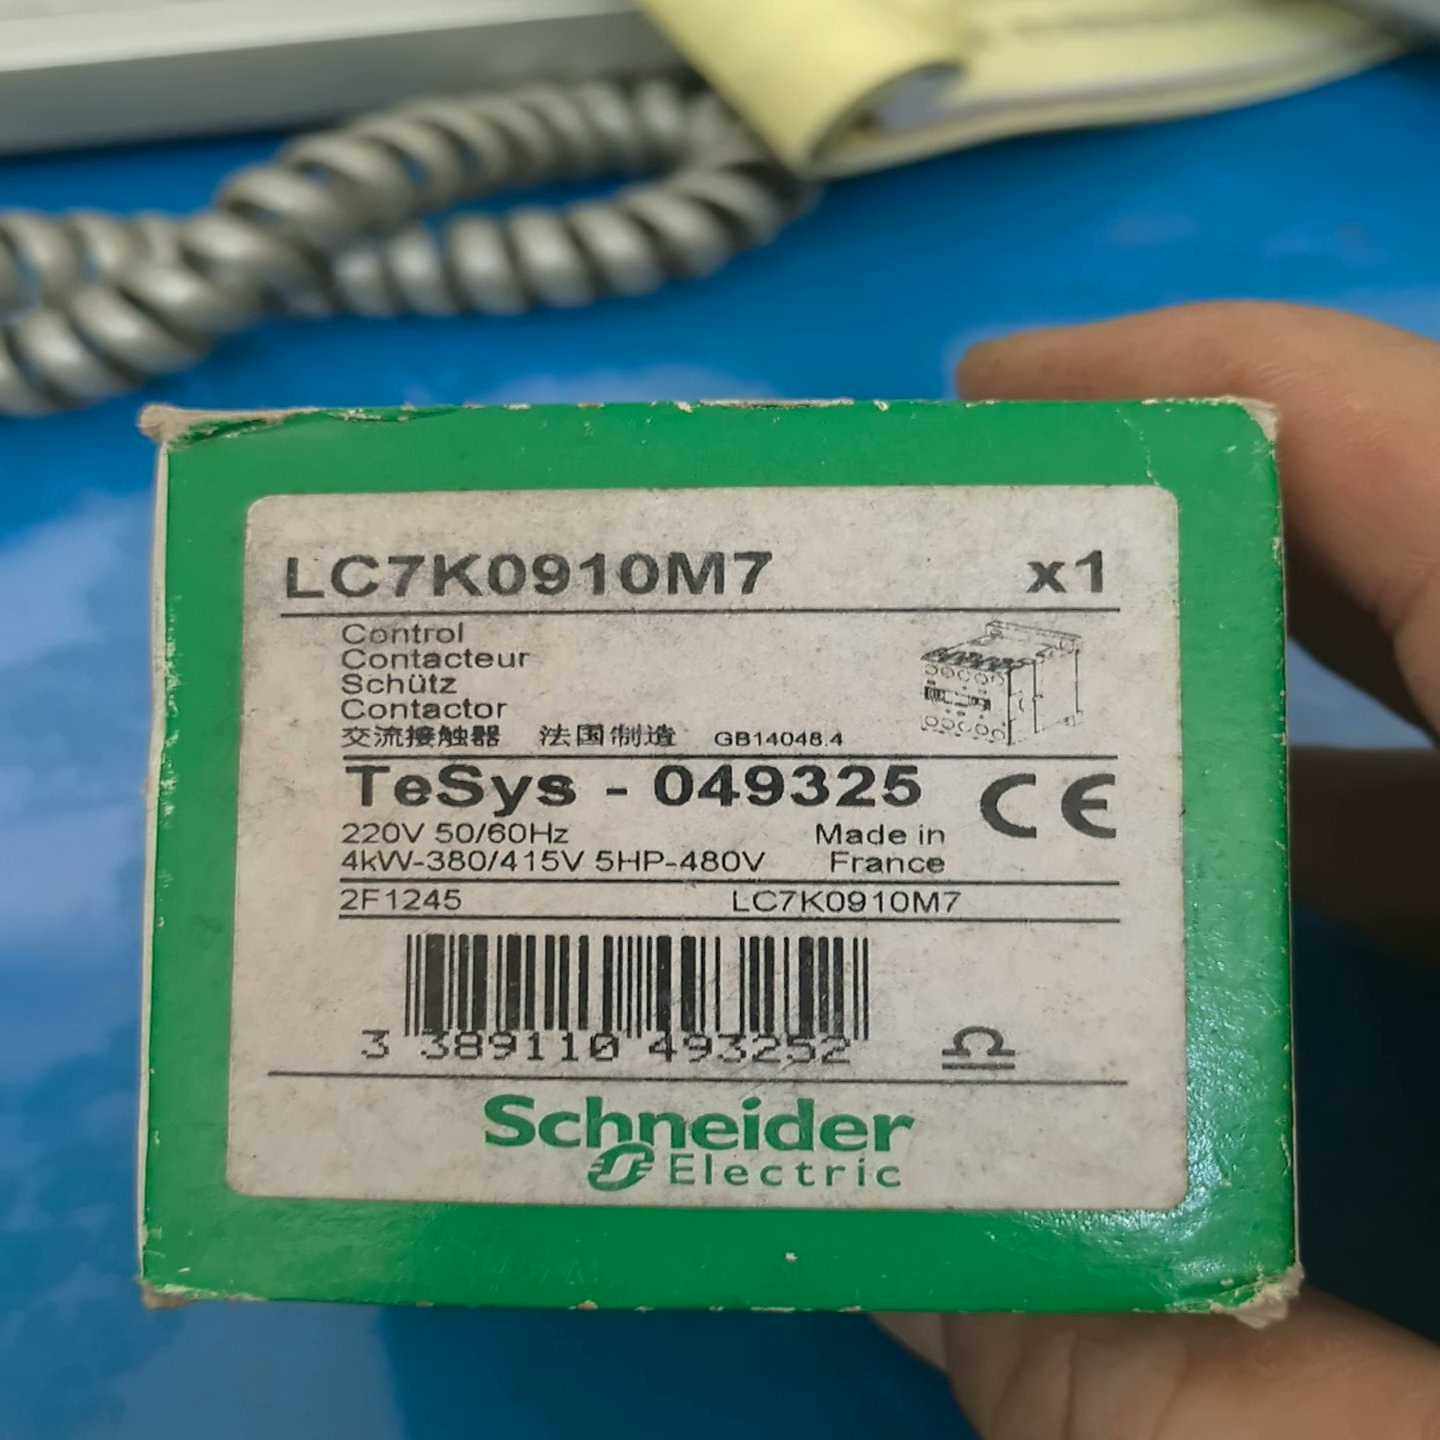 LC7K0910M7 x1
Control
Contacteur
Schütz
Contactor
交流接触器 法国制造 GB14048.4
TeSys - 049325 CE
220V 50/60Hz Made in
4kW-380/415V 5HP-480V France
2F1245 LC7K0910M7
3 389110 493252
Schneider
Electric